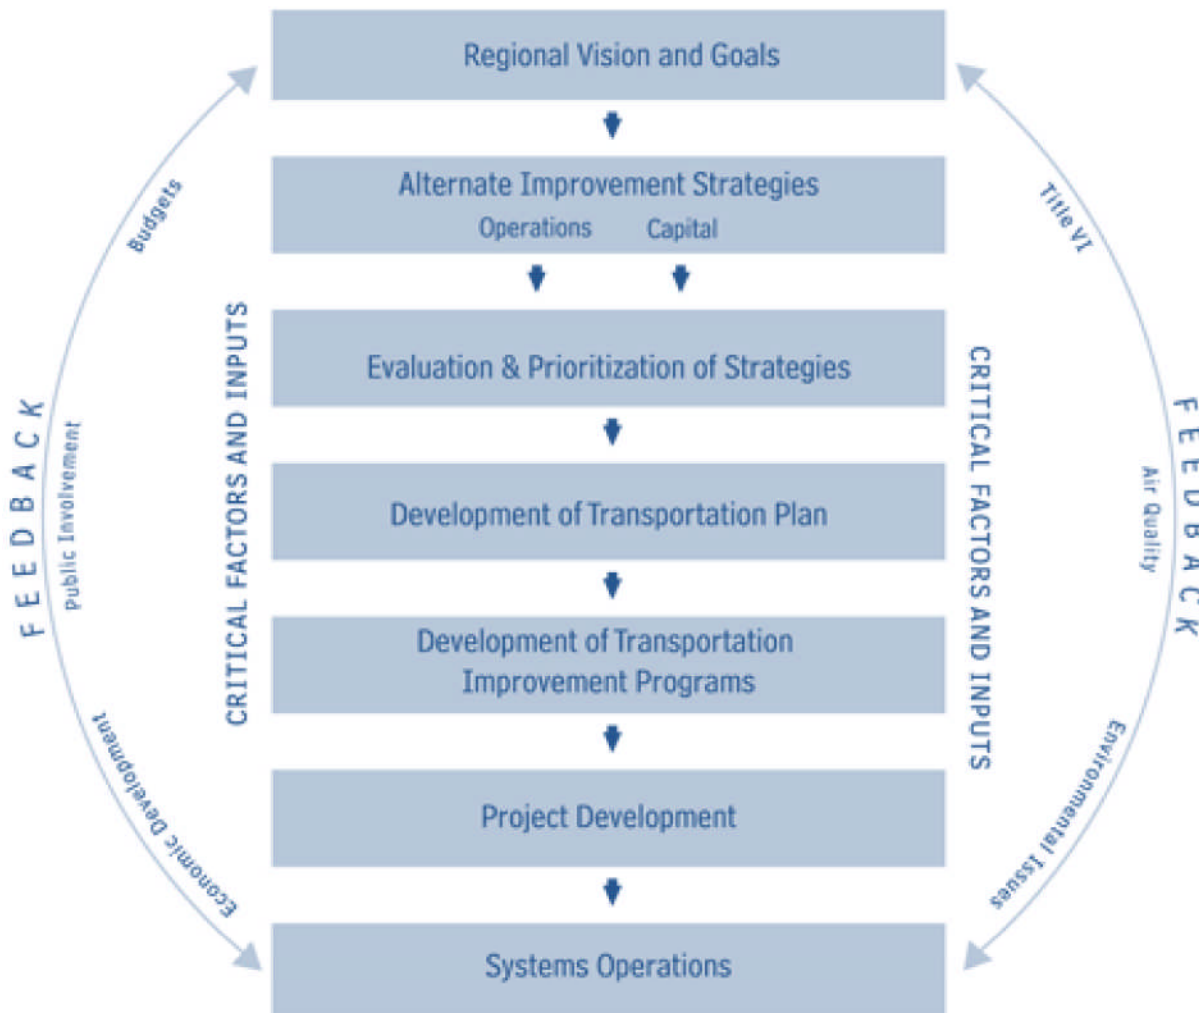 Regional Vision and Goals
Alternate Improvement Strategies
Operations Capital
Evaluation & Prioritization of Strategies
Development of Transportation Plan
Development of Transportation
Improvement Programs
Project Development
Systems Operations
CRITICAL FACTORS AND INPUTS
CRITICAL FACTORS AND INPUTS
FEEDBACK
Budgets
Public Involvement
Economic Development
FEEDBACK
Title VI
Air Quality
Environmental Issues